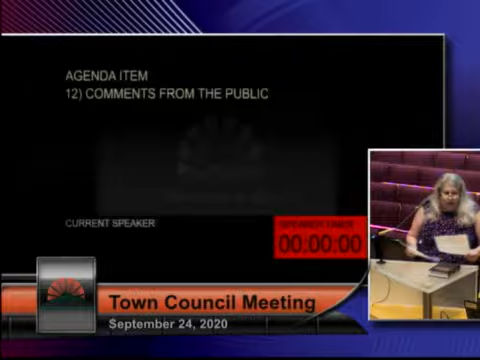 AGENDA ITEM
12) COMMENTS FROM THE PUBLIC
CURRENT SPEAKER
SPEAKER TIMER
00:00:00
Town Council Meeting
September 24, 2020